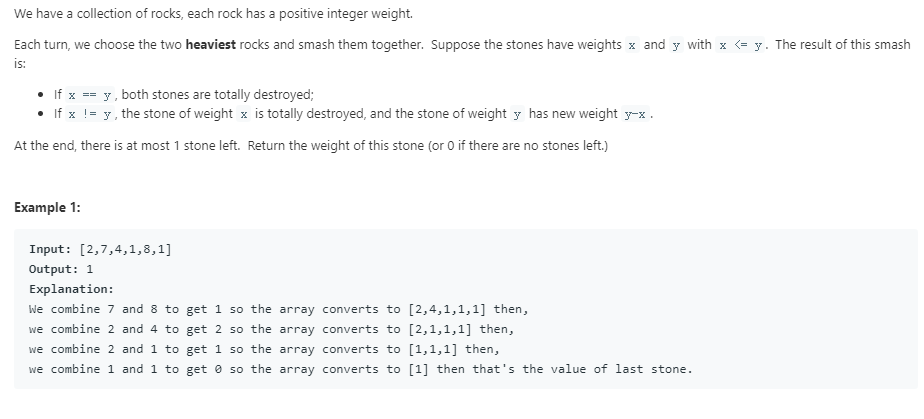 We have a collection of rocks, each rock has a positive integer weight.
Each turn, we choose the two heaviest rocks and smash them together.  Suppose the stones have weights x and y with x <= y. The result of this smash
is:
• If x == y, both stones are totally destroyed;
• If x != y, the stone of weight x is totally destroyed, and the stone of weight y has new weight y-x.
At the end, there is at most 1 stone left.  Return the weight of this stone (or 0 if there are no stones left.)
Example 1:
Input: [2,7,4,1,8,1]
Output: 1
Explanation:
We combine 7 and 8 to get 1 so the array converts to [2,4,1,1,1] then,
we combine 2 and 4 to get 2 so the array converts to [2,1,1,1] then,
we combine 2 and 1 to get 1 so the array converts to [1,1,1] then,
we combine 1 and 1 to get 0 so the array converts to [1] then that's the value of last stone.